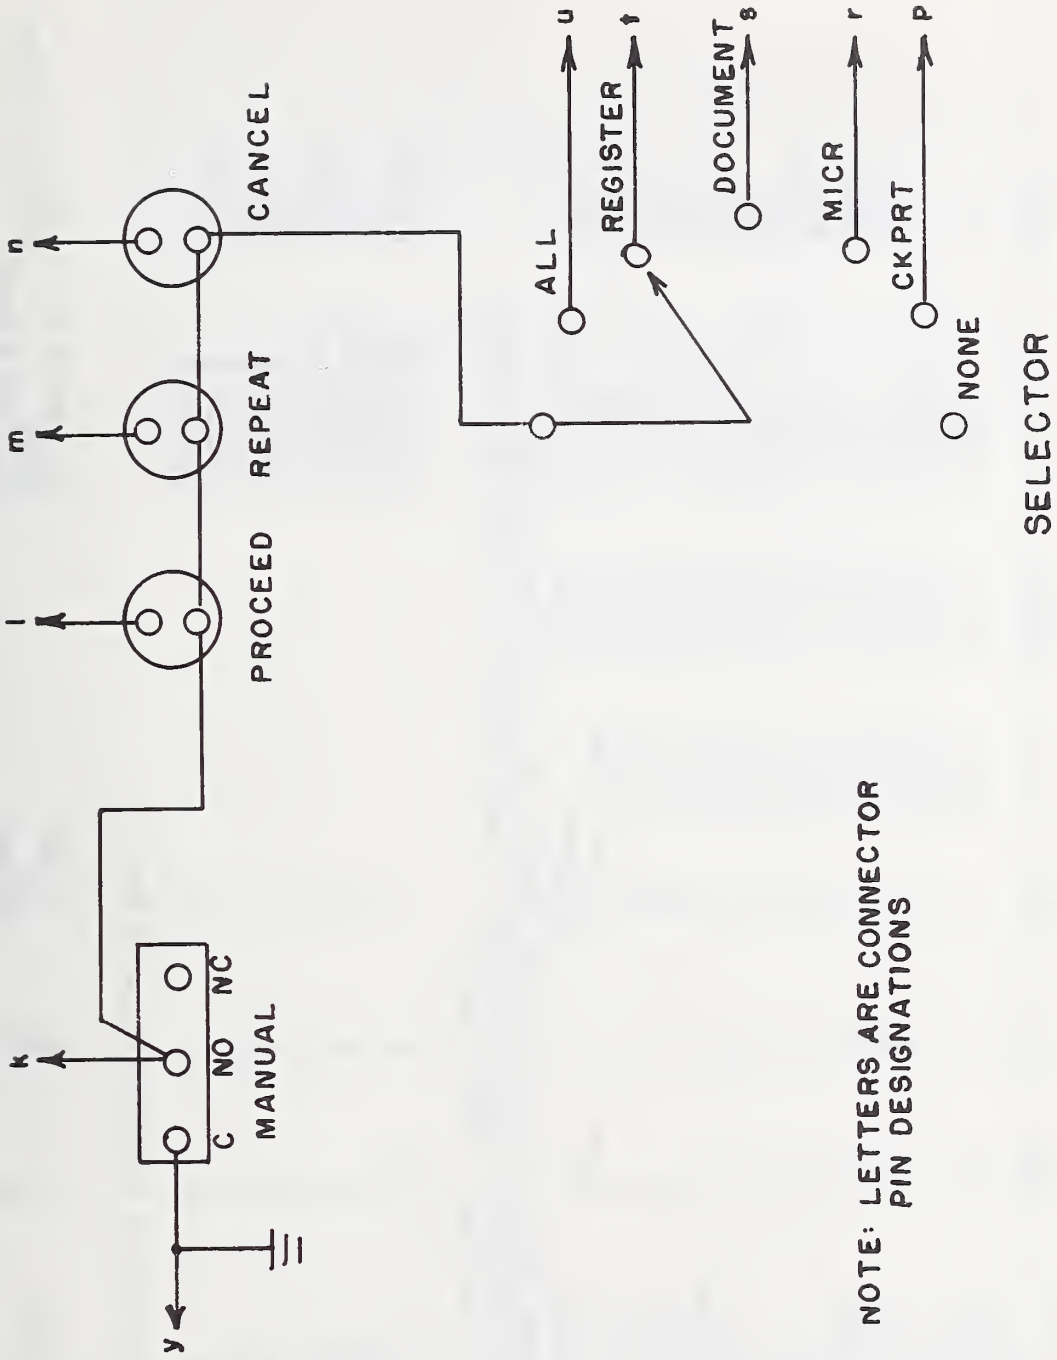 k l m n
y
C NO NC
MANUAL PROCEED REPEAT CANCEL
ALL u
REGISTER t
DOCUMENT s
MICR r
CKPRT p
NONE
SELECTOR
NOTE: LETTERS ARE CONNECTOR
PIN DESIGNATIONS